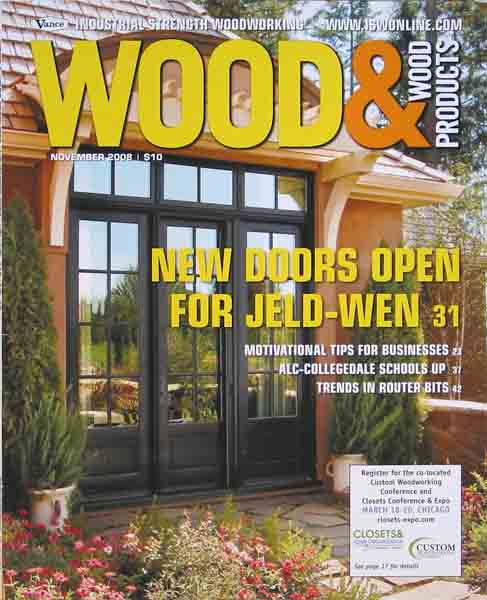 Vance INDUSTRIAL STRENGTH WOODWORKING WWW.ISWONLINE.COM
WOOD & WOOD PRODUCTS
NOVEMBER 2008 | $10
NEW DOORS OPEN
FOR JELD-WEN 31
MOTIVATIONAL TIPS FOR BUSINESSES 23
ALC-COLLEGEDALE SCHOOLS UP 37
TRENDS IN ROUTER BITS 42
Register for the co-located
Custom Woodworking
Conference and
Closets Conference & Expo
MARCH 18-20, CHICAGO
closets-expo.com
CLOSETS&
CUSTOM
See page 17 for details